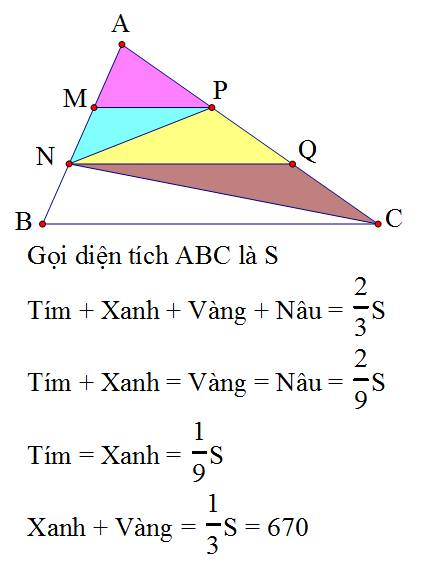 A
M P
N Q
B C
Gọi diện tích ABC là S
Tím + Xanh + Vàng + Nâu = 2/3 S
Tím + Xanh = Vàng = Nâu = 2/9 S
Tím = Xanh = 1/9 S
Xanh + Vàng = 1/3 S = 670